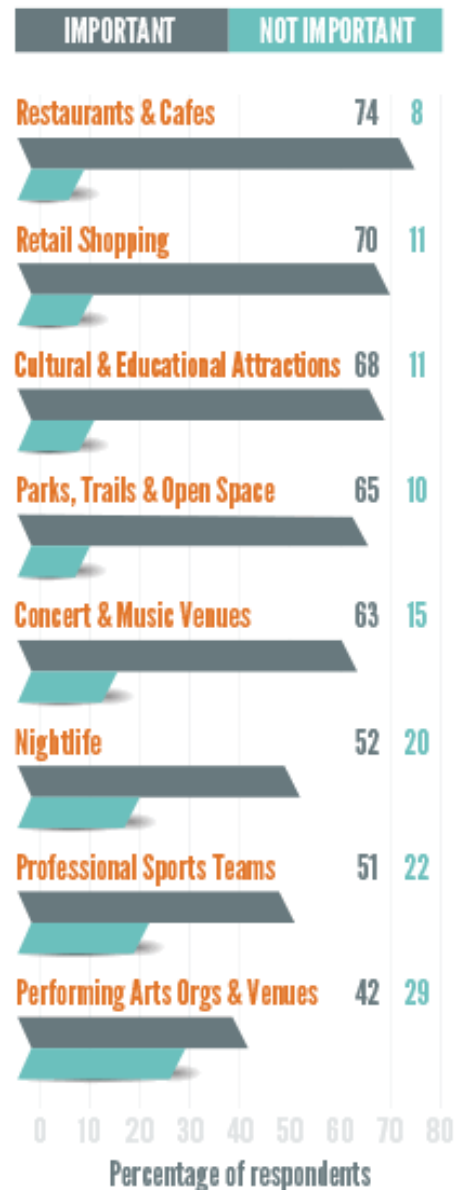 IMPORTANT NOT IMPORTANT
Restaurants & Cafes 74 8
Retail Shopping 70 11
Cultural & Educational Attractions 68 11
Parks, Trails & Open Space 65 10
Concert & Music Venues 63 15
Nightlife 52 20
Professional Sports Teams 51 22
Performing Arts Orgs & Venues 42 29
0 10 20 30 40 50 60 70 80
Percentage of respondents